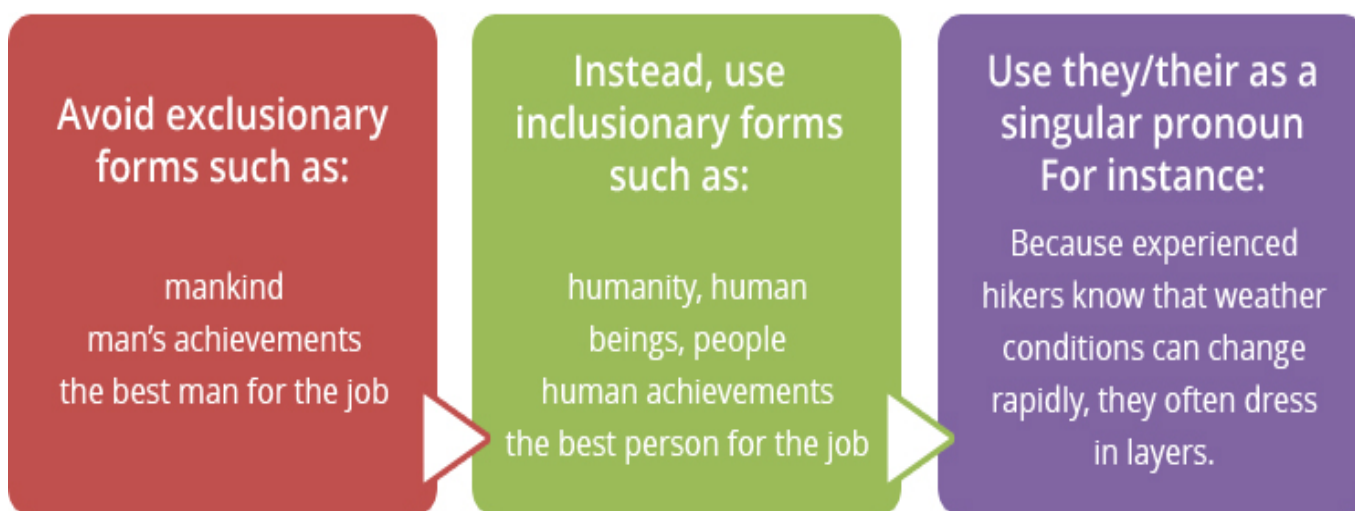 Avoid exclusionary
forms such as:
mankind
man’s achievements
the best man for the job
Instead, use
inclusionary forms
such as:
humanity, human
beings, people
human achievements
the best person for the job
Use they/their as a
singular pronoun
For instance:
Because experienced
hikers know that weather
conditions can change
rapidly, they often dress
in layers.